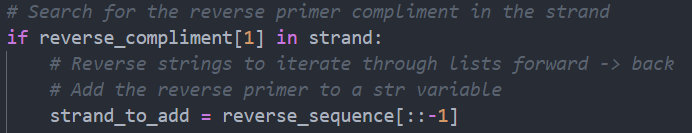 # Search for the reverse primer compliment in the strand
if reverse_compliment[1] in strand:
# Reverse strings to iterate through lists forward -> back
# Add the reverse primer to a str variable
strand_to_add = reverse_sequence[::-1]